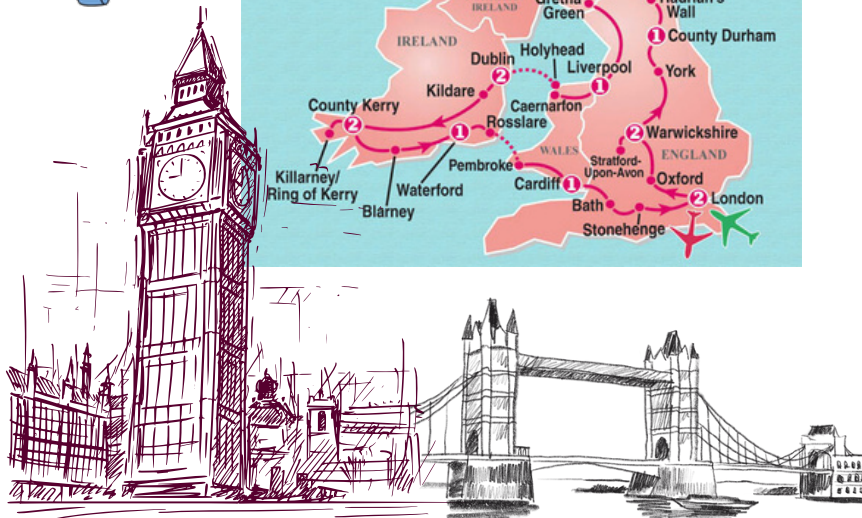 IRELAND
Gretna
Green
Hadrian's
Wall
1 County Durham
IRELAND
Holyhead
Dublin
2
Liverpool
1
York
Kildare
Caernarfon
County Kerry
2
Rosslare
1
2 Warwickshire
WALES
ENGLAND
Pembroke
Stratford-
Upon-Avon
Killarney/
Ring of Kerry
Waterford
Cardiff 1
Oxford
2 London
Blarney
Bath
Stonehenge